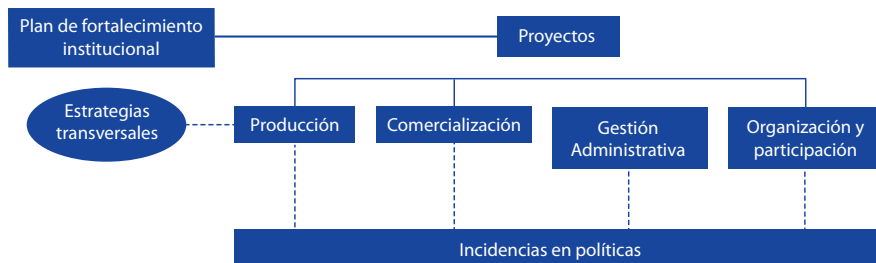 Plan de fortalecimiento
institucional
Proyectos
Estrategias
transversales
Producción
Comercialización
Gestión
Administrativa
Organización y
participación
Incidencias en políticas